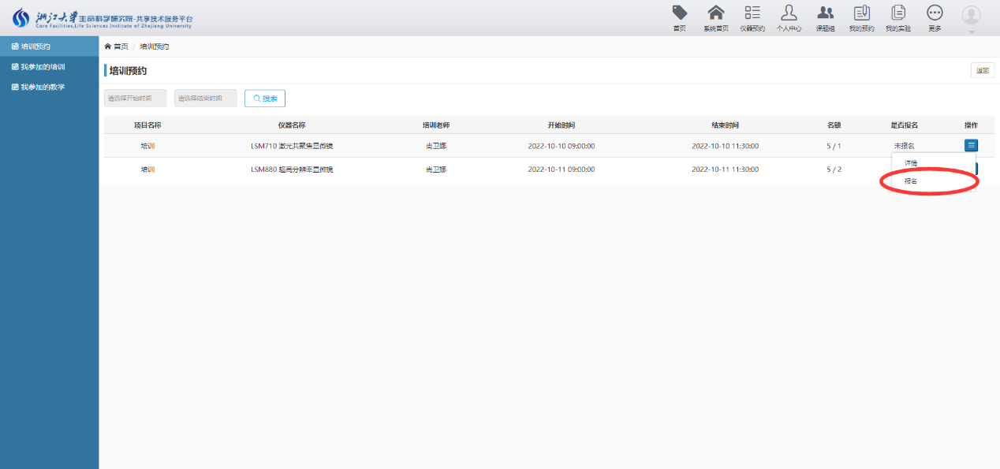 浙江大学生命科学研究院-共享技术服务平台
Core Facilities,Life Sciences Institute of Zhejiang University
首页 系统首页 仪器预约 个人中心 课题组 我的预约 我的实验 更多
培训预约
我参加的培训
我参加的教学
首页 / 培训预约
培训预约 返回
请选择开始时间 请选择结束时间 搜索
项目名称 仪器名称 培训老师 开始时间 结束时间 名额 是否报名 操作
培训 LSM710 激光共聚焦显微镜 尚卫娜 2022-10-10 09:00:00 2022-10-10 11:30:00 5 / 1 未报名
培训 LSM880 超高分辨率显微镜 尚卫娜 2022-10-11 09:00:00 2022-10-11 11:30:00 5 / 2
详情
报名